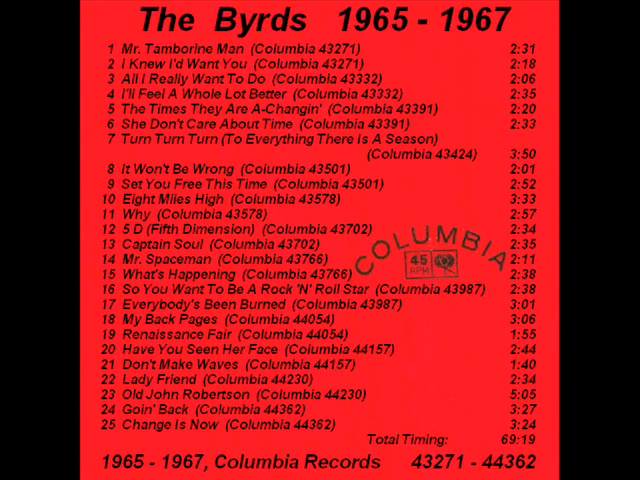 The Byrds 1965 - 1967
1 Mr. Tamborine Man (Columbia 43271) 2:31
2 I Knew I'd Want You (Columbia 43271) 2:18
3 All I Really Want To Do (Columbia 43332) 2:06
4 I'll Feel A Whole Lot Better (Columbia 43332) 2:35
5 The Times They Are A-Changin' (Columbia 43391) 2:20
6 She Don't Care About Time (Columbia 43391) 2:33
7 Turn Turn Turn (To Everything There Is A Season)
(Columbia 43424) 3:50
8 It Won't Be Wrong (Columbia 43501) 2:01
9 Set You Free This Time (Columbia 43501) 2:52
10 Eight Miles High (Columbia 43578) 3:33
11 Why (Columbia 43578) 2:57
12 5 D (Fifth Dimension) (Columbia 43702) 2:34
13 Captain Soul (Columbia 43702) 2:35
14 Mr. Spaceman (Columbia 43766) 2:11
15 What's Happening (Columbia 43766) 2:38
16 So You Want To Be A Rock 'N' Roll Star (Columbia 43987) 2:38
17 Everybody's Been Burned (Columbia 43987) 3:01
18 My Back Pages (Columbia 44054) 3:06
19 Renaissance Fair (Columbia 44054) 1:55
20 Have You Seen Her Face (Columbia 44157) 2:44
21 Don't Make Waves (Columbia 44157) 1:40
22 Lady Friend (Columbia 44230) 2:34
23 Old John Robertson (Columbia 44230) 5:05
24 Goin' Back (Columbia 44362) 3:27
25 Change Is Now (Columbia 44362) 3:24
Total Timing: 69:19
1965 - 1967, Columbia Records 43271 - 44362
COLUMBIA
45
RPM